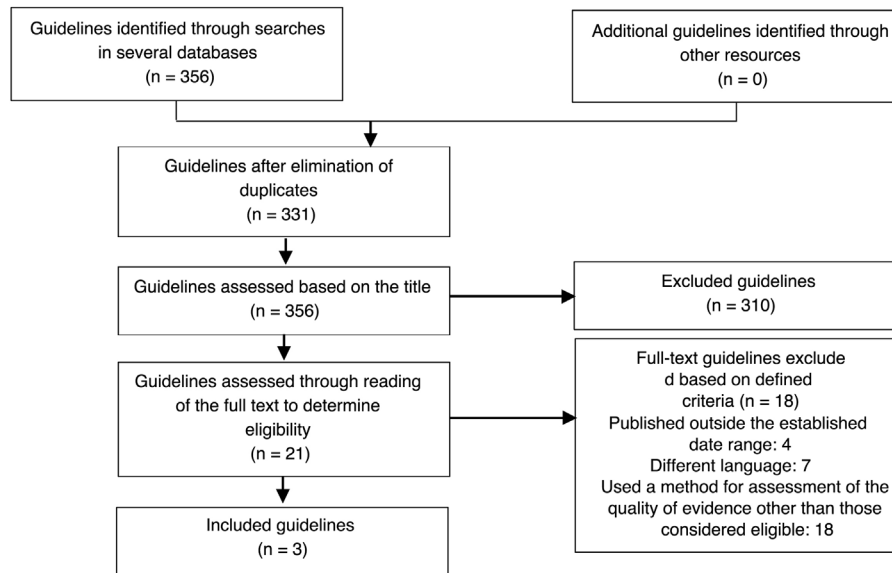 Guidelines identified through searches
in several databases
(n = 356)
Additional guidelines identified through
other resources
(n = 0)
Guidelines after elimination of
duplicates
(n = 331)
Guidelines assessed based on the title
(n = 356)
Excluded guidelines
(n = 310)
Guidelines assessed through reading
of the full text to determine
eligibility
(n = 21)
Full-text guidelines exclude
d based on defined
criteria (n = 18)
Published outside the established
date range: 4
Different language: 7
Used a method for assessment of the
quality of evidence other than those
considered eligible: 18
Included guidelines
(n = 3)